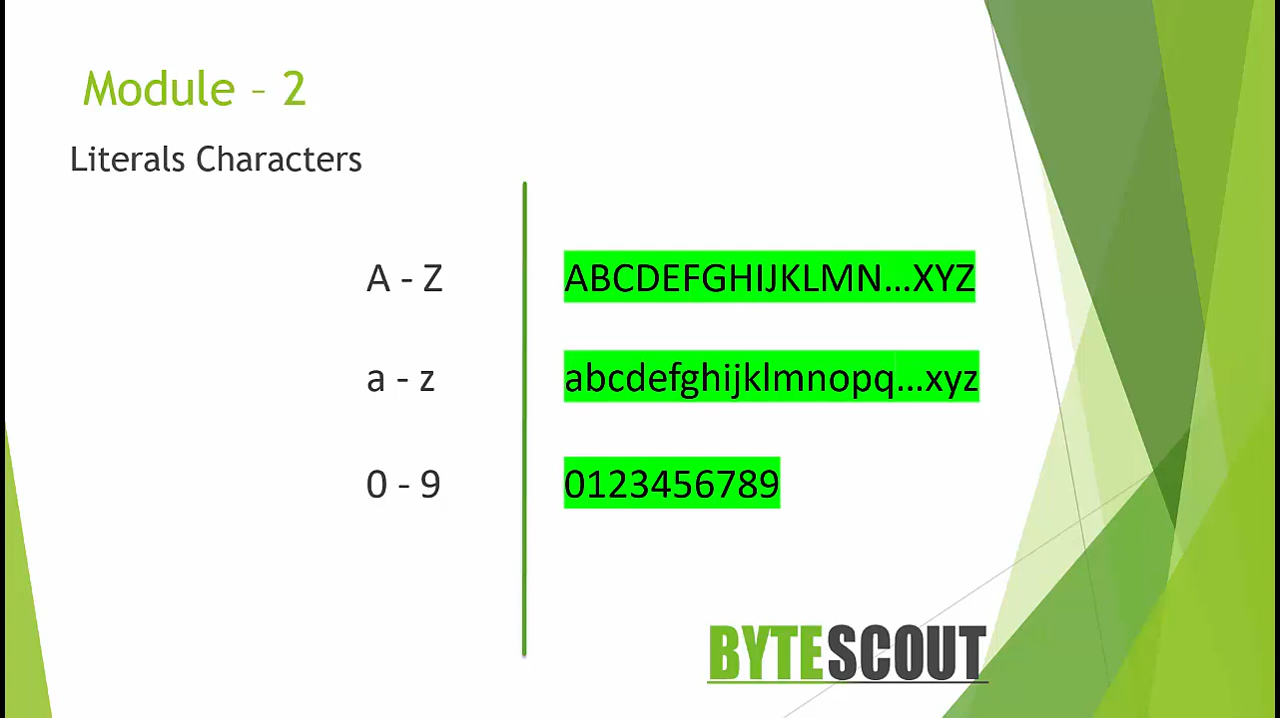 Module – 2
Literals Characters
A - Z
ABCDEFGHIJKLMN...XYZ
a - z
abcdefghijklmnopq...xyz
0 - 9
0123456789
BYTESCOUT